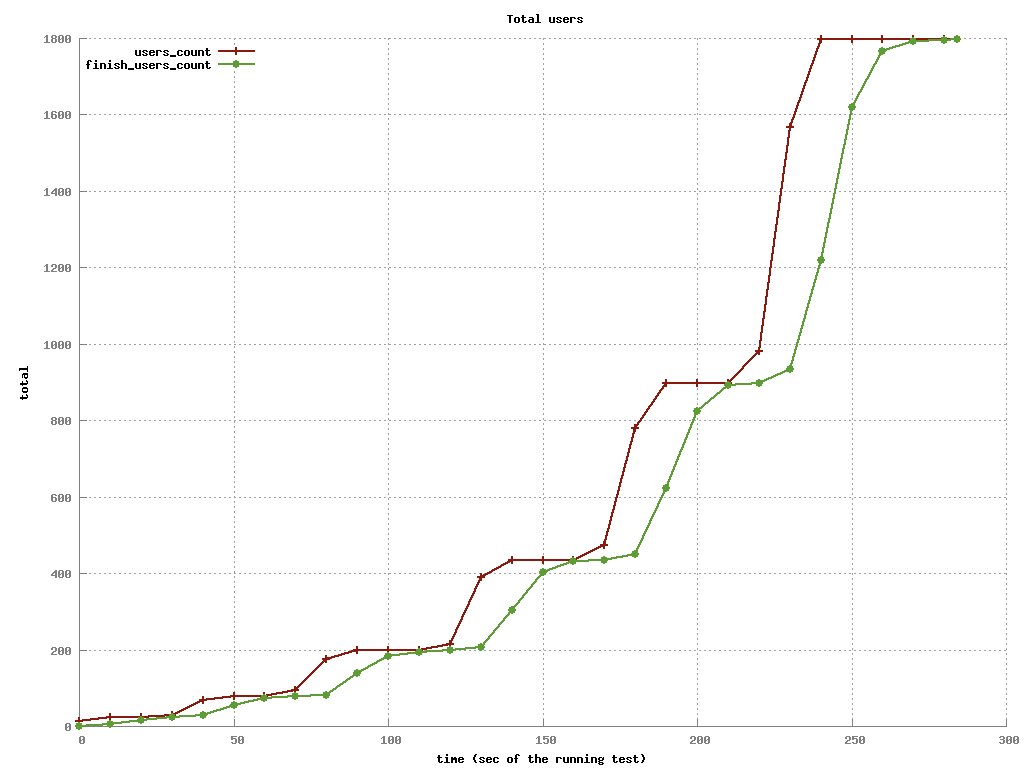 Total users
users_count
finish_users_count
1800
1600
1400
1200
1000
800
600
400
200
0
total
0 50 100 150 200 250 300
time (sec of the running test)